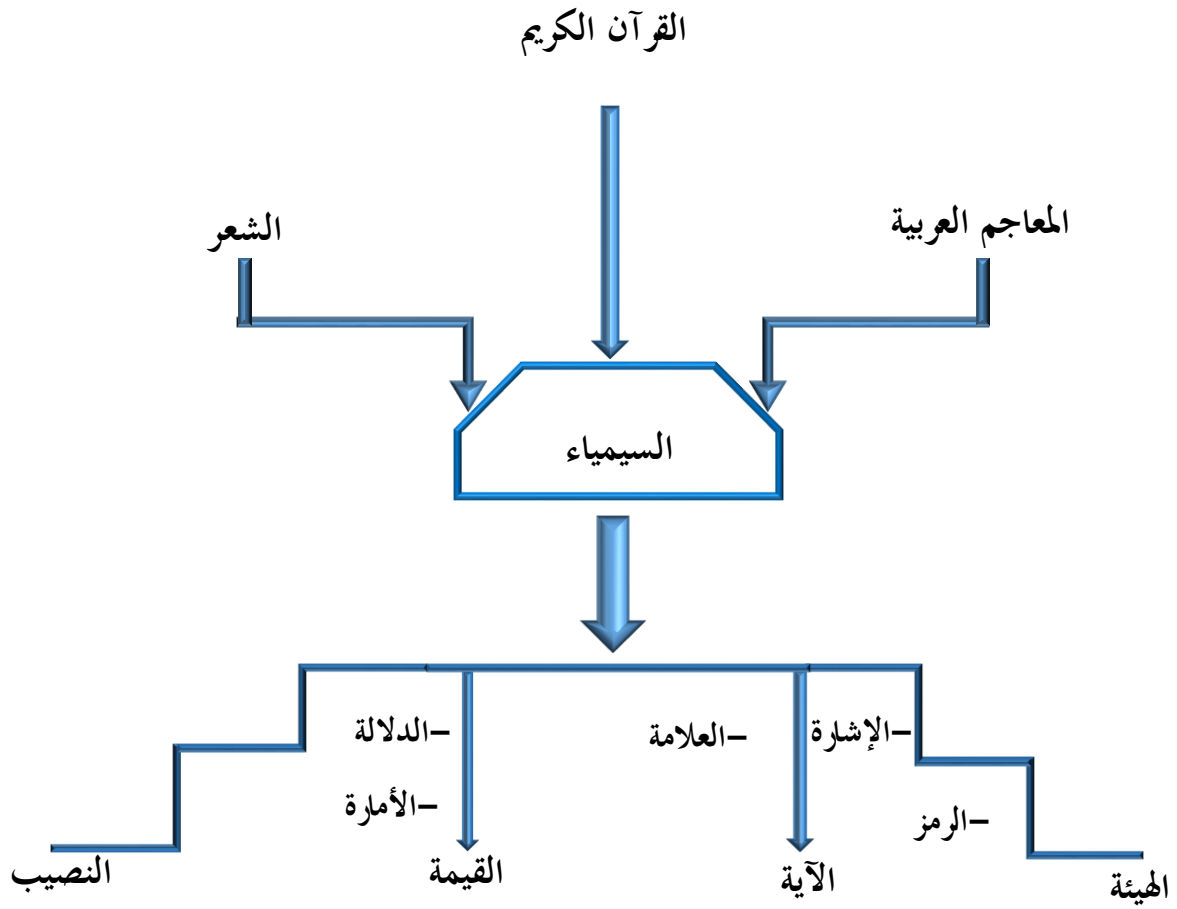 القرآن الكريم
المعاجم العربية
الشعر
السيمياء
–الإشارة
–العلامة
–الدلالة
–الرمز
–الأمارة
الهيئة
الآية
القيمة
النصيب